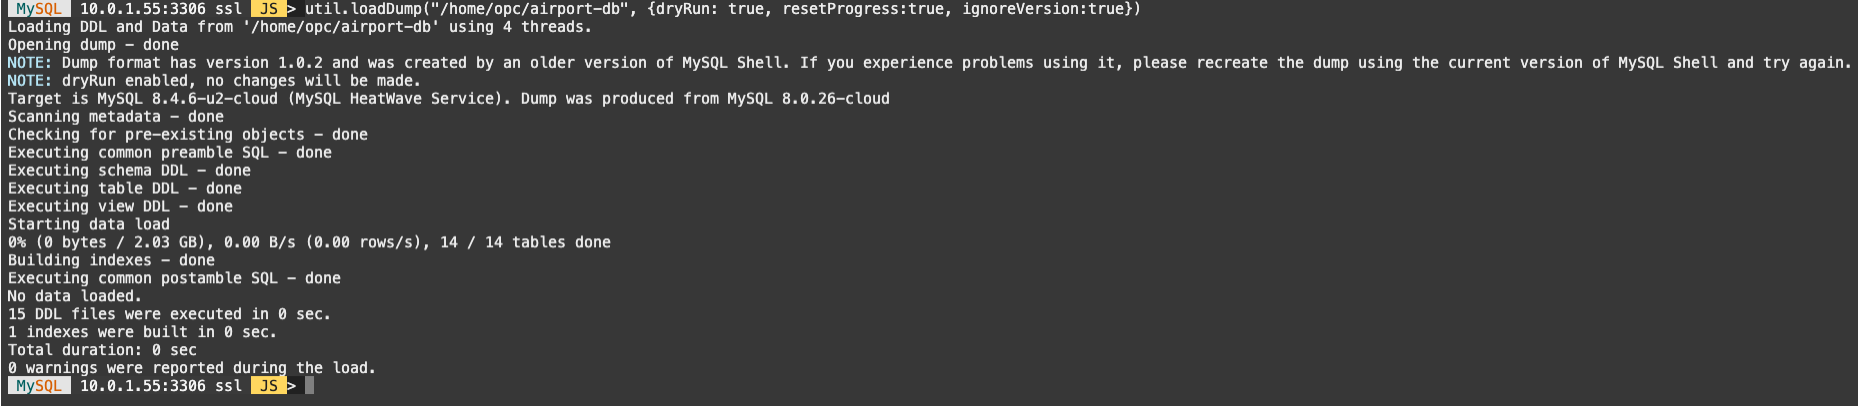 MySQL 10.0.1.55:3306 ssl JS > util.loadDump("/home/opc/airport-db", {dryRun: true, resetProgress:true, ignoreVersion:true})
Loading DDL and Data from '/home/opc/airport-db' using 4 threads.
Opening dump - done
NOTE: Dump format has version 1.0.2 and was created by an older version of MySQL Shell. If you experience problems using it, please recreate the dump using the current version of MySQL Shell and try again.
NOTE: dryRun enabled, no changes will be made.
Target is MySQL 8.4.6-u2-cloud (MySQL HeatWave Service). Dump was produced from MySQL 8.0.26-cloud
Scanning metadata - done
Checking for pre-existing objects - done
Executing common preamble SQL - done
Executing schema DDL - done
Executing table DDL - done
Executing view DDL - done
Starting data load
0% (0 bytes / 2.03 GB), 0.00 B/s (0.00 rows/s), 14 / 14 tables done
Building indexes - done
Executing common postamble SQL - done
No data loaded.
15 DDL files were executed in 0 sec.
1 indexes were built in 0 sec.
Total duration: 0 sec
0 warnings were reported during the load.
MySQL 10.0.1.55:3306 ssl JS >